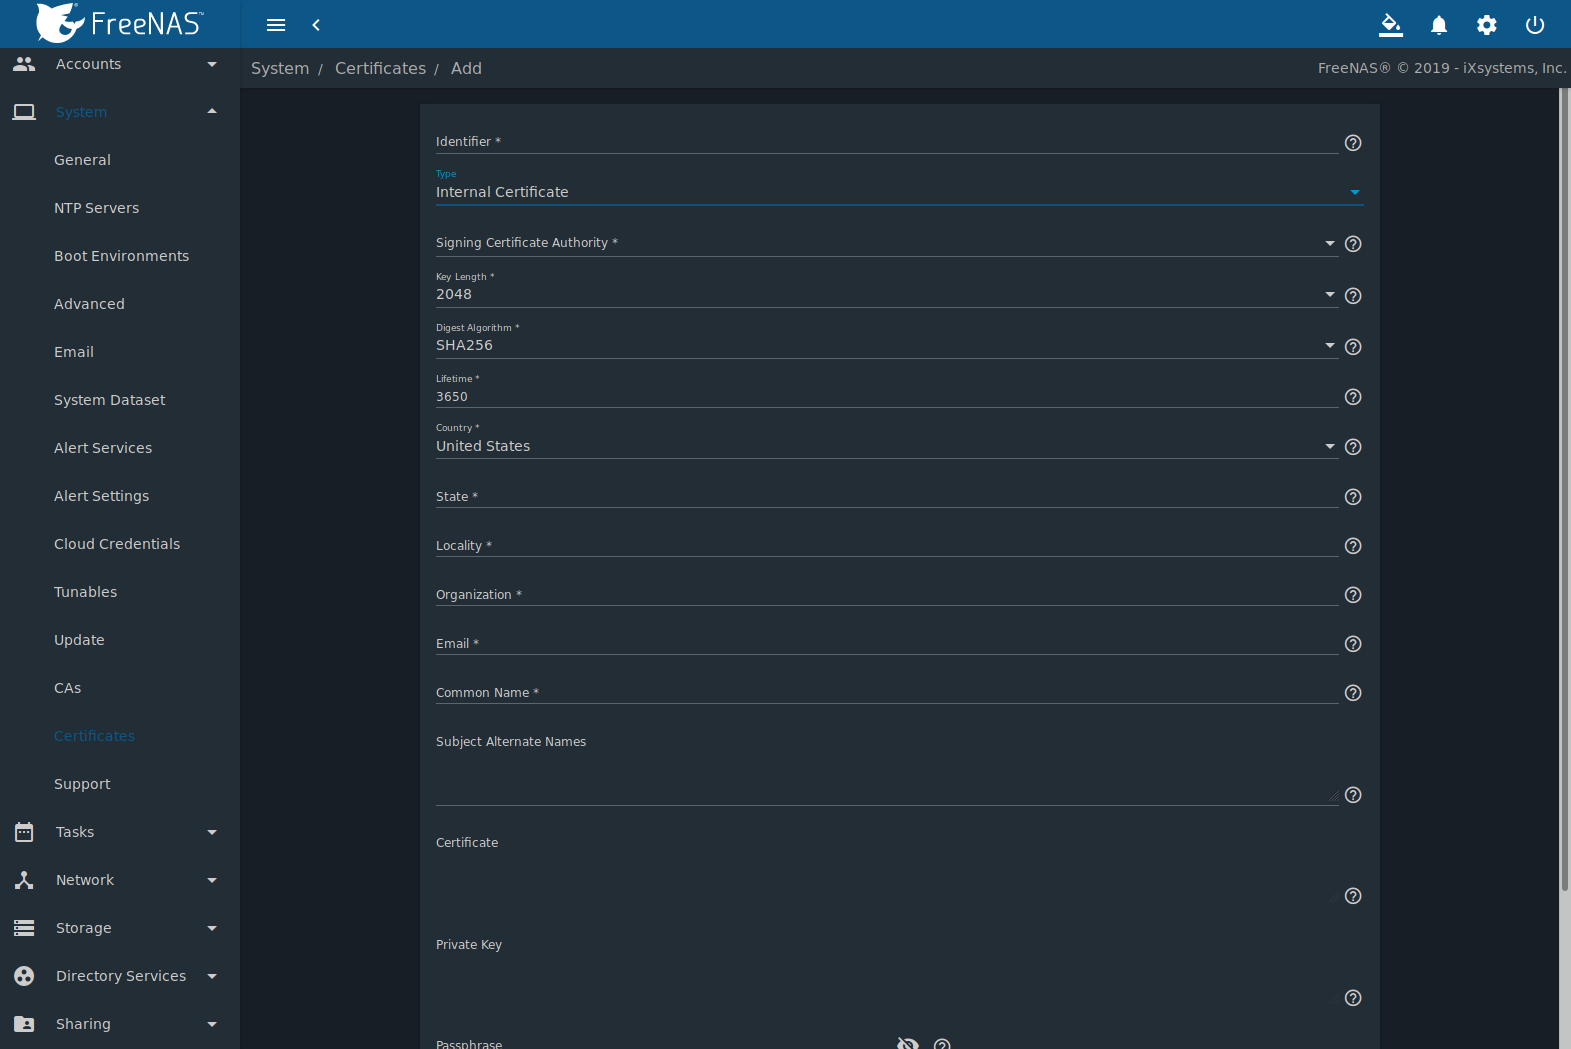 FreeNAS™
System / Certificates / Add
FreeNAS® © 2019 - iXsystems, Inc.
Accounts
System
General
NTP Servers
Boot Environments
Advanced
Email
System Dataset
Alert Services
Alert Settings
Cloud Credentials
Tunables
Update
CAs
Certificates
Support
Tasks
Network
Storage
Directory Services
Sharing
Identifier *
Type
Internal Certificate
Signing Certificate Authority *
Key Length *
2048
Digest Algorithm *
SHA256
Lifetime *
3650
Country *
United States
State *
Locality *
Organization *
Email *
Common Name *
Subject Alternate Names
Certificate
Private Key
Passphrase